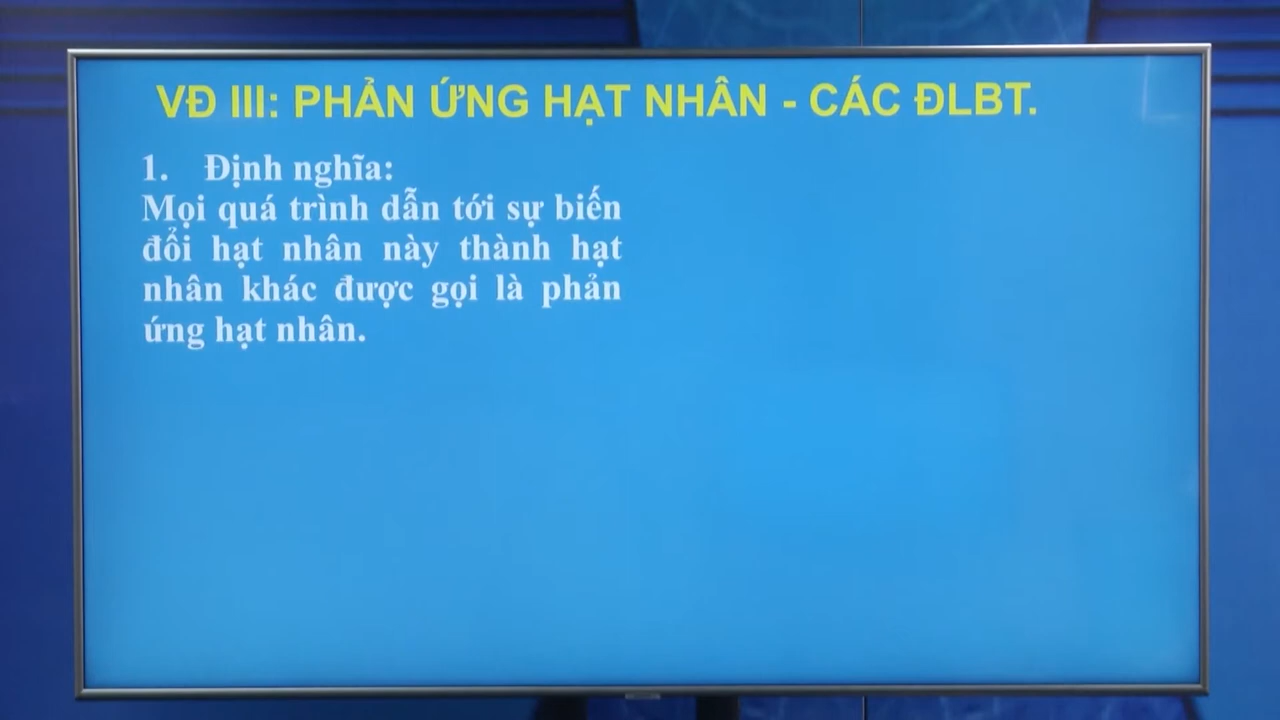 VĐ III: PHẢN ỨNG HẠT NHÂN - CÁC ĐLBT.
1. Định nghĩa:
Mọi quá trình dẫn tới sự biến
đổi hạt nhân này thành hạt
nhân khác được gọi là phản
ứng hạt nhân.